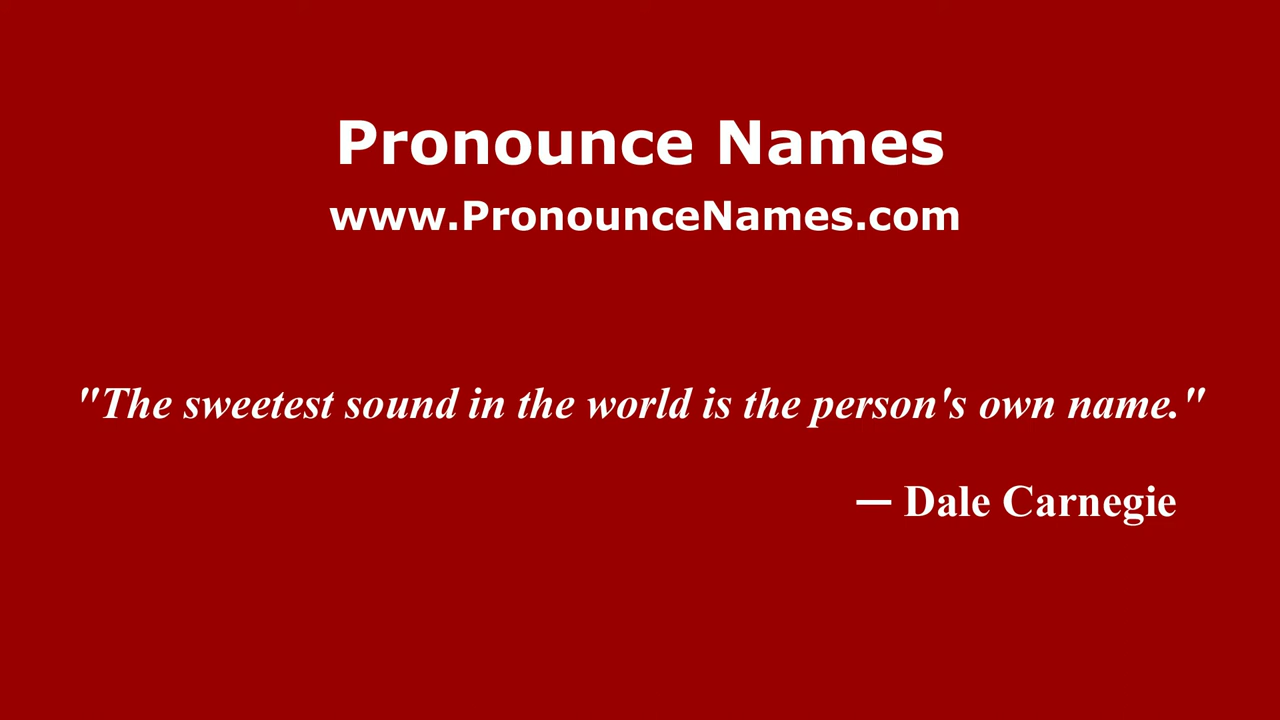 Pronounce Names
www.PronounceNames.com
"The sweetest sound in the world is the person's own name."
— Dale Carnegie